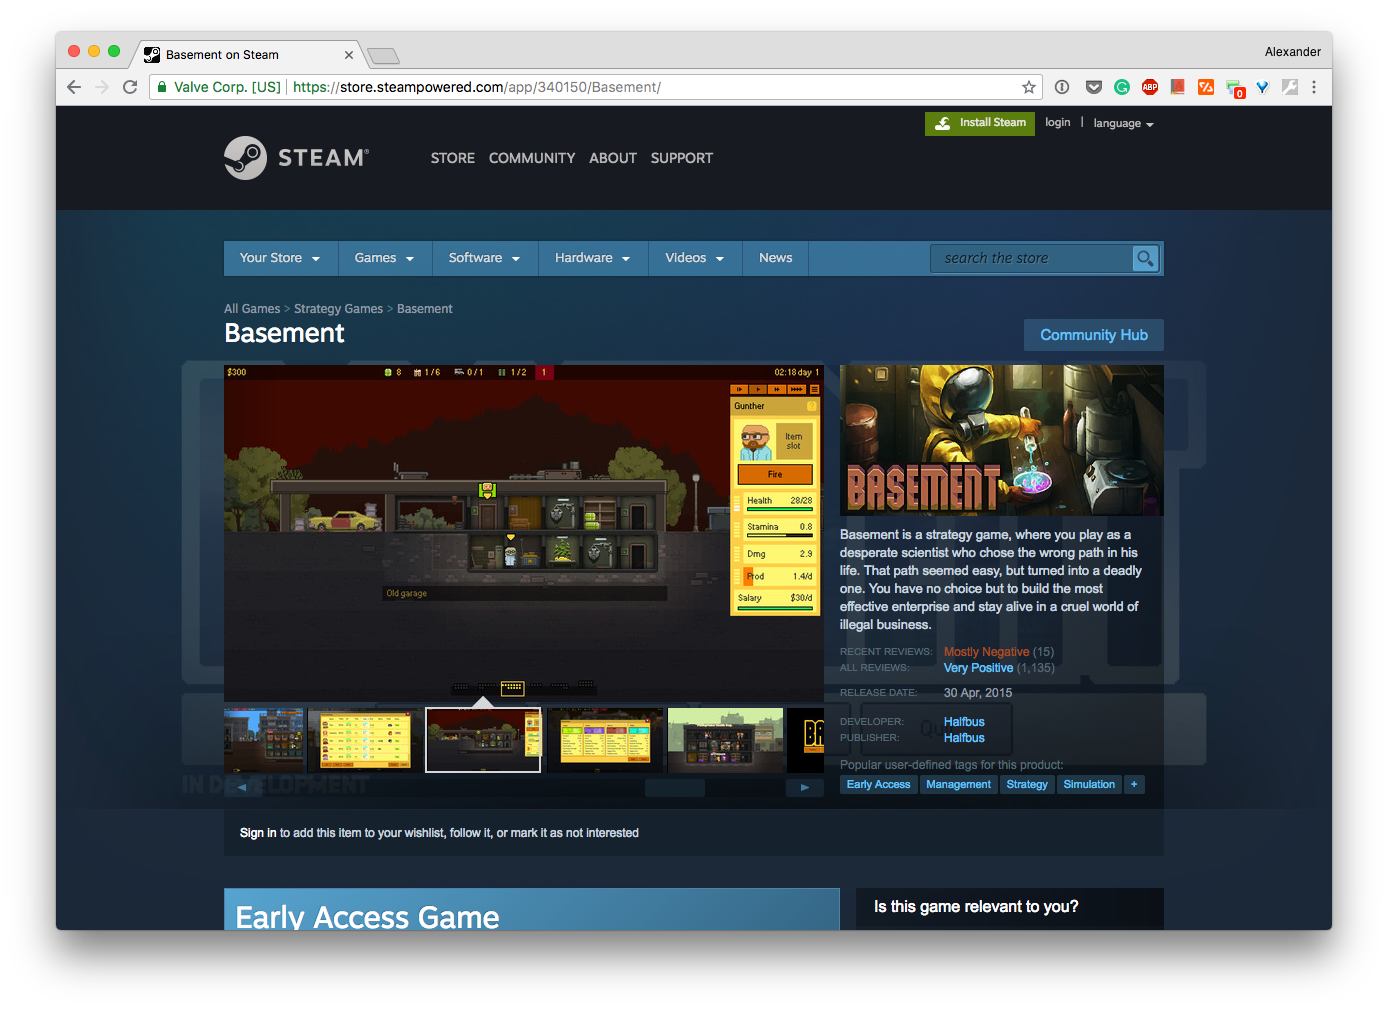 Basement on Steam
Alexander
Valve Corp. [US]
https://store.steampowered.com/app/340150/Basement/
ABP
0
Install Steam
login
language
STEAM®
STORE COMMUNITY ABOUT SUPPORT
Your Store Games Software Hardware Videos News
search the store
All Games > Strategy Games > Basement
Basement
Community Hub
$300
8
1/6
0/1
1/2
1
02:18 day 1
Gunther
Item
slot
Fire
Health 28/28
Stamina 0.8
Dmg 2.9
Prod 1.4/d
Salary $30/d
Old garage
BASEMENT
Basement is a strategy game, where you play as a
desperate scientist who chose the wrong path in his
life. That path seemed easy, but turned into a deadly
one. You have no choice but to build the most
effective enterprise and stay alive in a cruel world of
illegal business.
RECENT REVIEWS: Mostly Negative (15)
ALL REVIEWS: Very Positive (1,135)
RELEASE DATE: 30 Apr, 2015
DEVELOPER: Halfbus
PUBLISHER: Halfbus
Popular user-defined tags for this product:
Early Access Management Strategy Simulation +
IN DEVELOPMENT
Sign in to add this item to your wishlist, follow it, or mark it as not interested
Early Access Game
Is this game relevant to you?